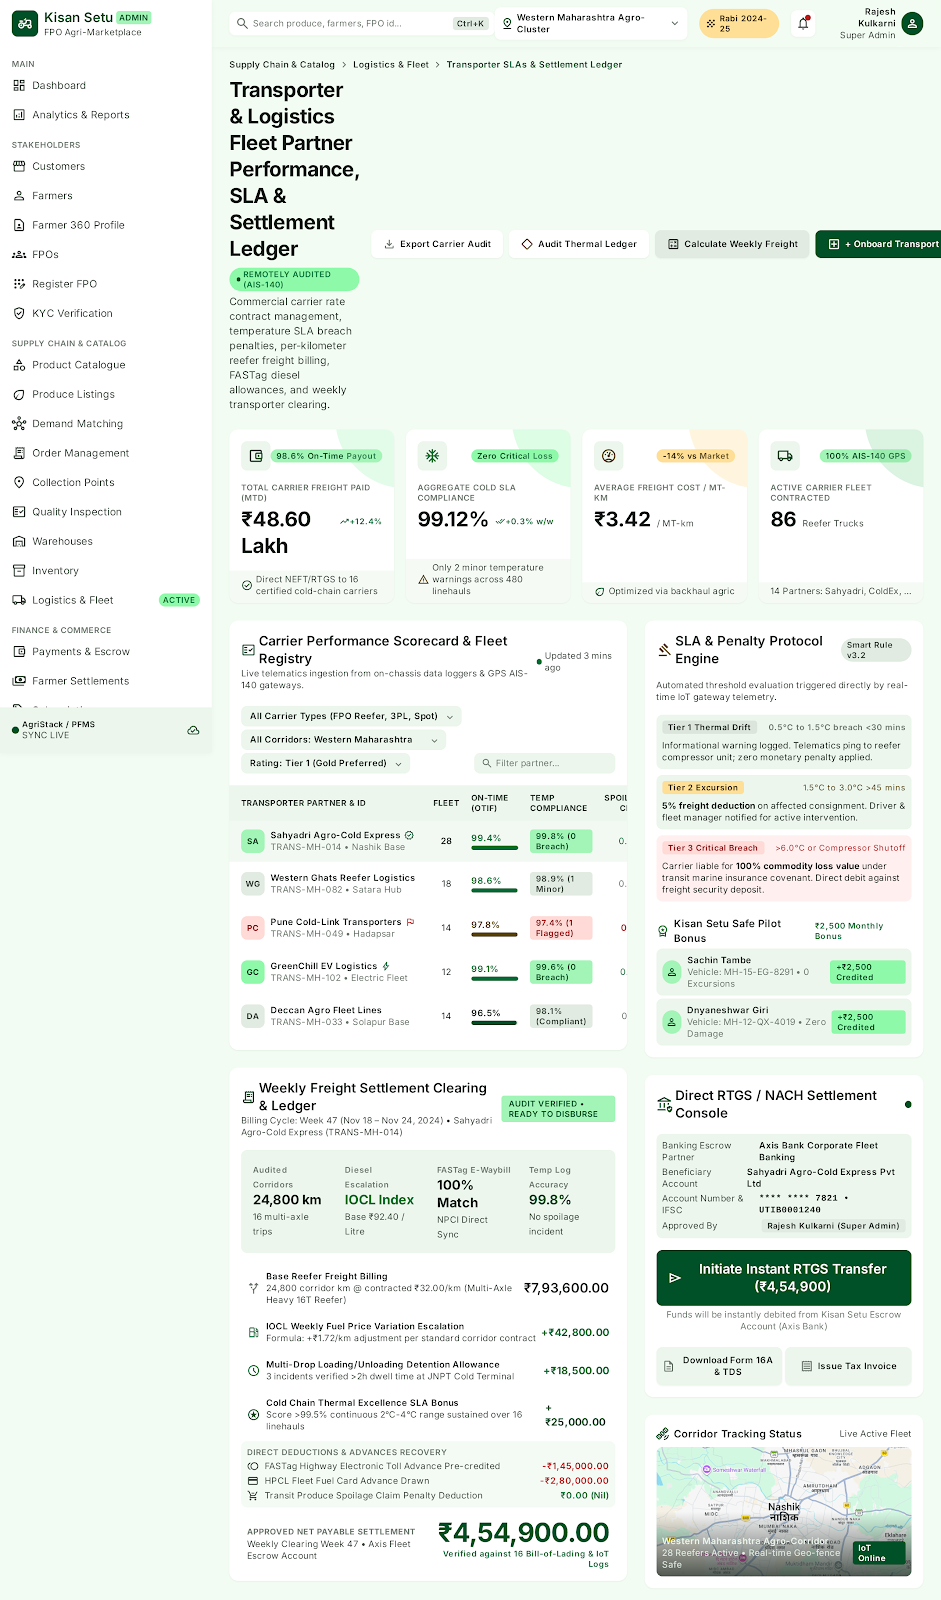 Kisan Setu ADMIN
FPO Agri-Marketplace
MAIN
Dashboard
Analytics & Reports
STAKEHOLDERS
Customers
Farmers
Farmer 360 Profile
FPOs
Register FPO
KYC Verification
SUPPLY CHAIN & CATALOG
Product Catalogue
Produce Listings
Demand Matching
Order Management
Collection Points
Quality Inspection
Warehouses
Inventory
Logistics & Fleet ACTIVE
FINANCE & COMMERCE
Payments & Escrow
Farmer Settlements
AgriStack / PFMS
SYNC LIVE
Search produce, farmers, FPO id... Ctrl+K
Western Maharashtra Agro-
Cluster
Rabi 2024-
25
Rajesh
Kulkarni
Super Admin
Supply Chain & Catalog > Logistics & Fleet > Transporter SLAs & Settlement Ledger
Transporter
& Logistics
Fleet Partner
Performance,
SLA &
Settlement
Ledger
REMOTELY AUDITED
(AIS-140)
Commercial carrier rate
contract management,
temperature SLA breach
penalties, per-kilometer
reefer freight billing,
FASTag diesel
allowances, and weekly
transporter clearing.
Export Carrier Audit
Audit Thermal Ledger
Calculate Weekly Freight
+ Onboard Transport
98.6% On-Time Payout
TOTAL CARRIER FREIGHT PAID
(MTD)
₹48.60
Lakh
+12.4%
Direct NEFT/RTGS to 16
certified cold-chain carriers
Zero Critical Loss
AGGREGATE COLD SLA
COMPLIANCE
99.12% +0.3% w/w
Only 2 minor temperature
warnings across 480
linehauls
-14% vs Market
AVERAGE FREIGHT COST / MT-
KM
₹3.42 / MT-km
Optimized via backhaul agric
100% AIS-140 GPS
ACTIVE CARRIER FLEET
CONTRACTED
86 Reefer Trucks
14 Partners: Sahyadri, ColdEx, ...
Carrier Performance Scorecard & Fleet
Registry
Live telematics ingestion from on-chassis data loggers & GPS AIS-
140 gateways.
Updated 3 mins
ago
All Carrier Types (FPO Reefer, 3PL, Spot)
All Corridors: Western Maharashtra
Rating: Tier 1 (Gold Preferred)
Filter partner...
TRANSPORTER PARTNER & ID FLEET ON-TIME
(OTIF) TEMP
COMPLIANCE
SA Sahyadri Agro-Cold Express
TRANS-MH-014 • Nashik Base
28 99.4% 99.8% (0
Breach) 0.
WG Western Ghats Reefer Logistics
TRANS-MH-082 • Satara Hub
18 98.6% 98.9% (1
Minor) 0.
PC Pune Cold-Link Transporters
TRANS-MH-049 • Hadapsar
14 97.8% 97.4% (1
Flagged) 0
GC GreenChill EV Logistics
TRANS-MH-102 • Electric Fleet
12 99.1% 99.6% (0
Breach) 0
DA Deccan Agro Fleet Lines
TRANS-MH-033 • Solapur Base
14 96.5% 98.1%
(Compliant) 0
SLA & Penalty Protocol
Engine
Smart Rule
v3.2
Automated threshold evaluation triggered directly by real-
time IoT gateway telemetry.
Tier 1 Thermal Drift 0.5°C to 1.5°C breach <30 mins
Informational warning logged. Telematics ping to reefer
compressor unit; zero monetary penalty applied.
Tier 2 Excursion 1.5°C to 3.0°C >45 mins
5% freight deduction on affected consignment. Driver &
fleet manager notified for active intervention.
Tier 3 Critical Breach >6.0°C or Compressor Shutoff
Carrier liable for 100% commodity loss value under
transit marine insurance covenant. Direct debit against
freight security deposit.
Kisan Setu Safe Pilot
Bonus
₹2,500 Monthly
Bonus
Sachin Tambe
Vehicle: MH-15-EG-8291 • 0
Excursions
+₹2,500
Credited
Dnyaneshwar Giri
Vehicle: MH-12-QX-4019 • Zero
Damage
+₹2,500
Credited
Weekly Freight Settlement Clearing
& Ledger
Billing Cycle: Week 47 (Nov 18 – Nov 24, 2024) • Sahyadri
Agro-Cold Express (TRANS-MH-014)
AUDIT VERIFIED •
READY TO DISBURSE
Audited
Corridors
24,800 km
16 multi-axle
trips
Diesel
Escalation
IOCL Index
Base ₹92.40 /
Litre
FASTag E-Waybill
100%
Match
NPCI Direct
Sync
Temp Log
Accuracy
99.8%
No spoilage
incident
Base Reefer Freight Billing
24,800 corridor km @ contracted ₹32.00/km (Multi-Axle
Heavy 16T Reefer)
₹7,93,600.00
IOCL Weekly Fuel Price Variation Escalation
Formula: +₹1.72/km adjustment per standard corridor contract
+₹42,800.00
Multi-Drop Loading/Unloading Detention Allowance
3 incidents verified >2h dwell time at JNPT Cold Terminal
+₹18,500.00
Cold Chain Thermal Excellence SLA Bonus
Score >99.5% continuous 2°C-4°C range sustained over 16
linehauls
+
₹25,000.00
DIRECT DEDUCTIONS & ADVANCES RECOVERY
FASTag Highway Electronic Toll Advance Pre-credited -₹1,45,000.00
HPCL Fleet Fuel Card Advance Drawn -₹2,80,000.00
Transit Produce Spoilage Claim Penalty Deduction ₹0.00 (Nil)
APPROVED NET PAYABLE SETTLEMENT
Weekly Clearing Week 47 • Axis Fleet
Escrow Account
₹4,54,900.00
Verified against 16 Bill-of-Lading & IoT
Logs
Direct RTGS / NACH Settlement
Console
Banking Escrow
Partner
Axis Bank Corporate Fleet
Banking
Beneficiary
Account
Sahyadri Agro-Cold Express Pvt
Ltd
Account Number &
IFSC
**** **** 7821 •
UTIB0001240
Approved By Rajesh Kulkarni (Super Admin)
Initiate Instant RTGS Transfer
(₹4,54,900)
Funds will be instantly debited from Kisan Setu Escrow
Account (Axis Bank)
Download Form 16A
& TDS
Issue Tax Invoice
Corridor Tracking Status Live Active Fleet
Someshwar Waterfall
Nashik
नाशिक
Western Maharashtra Agro-Corridor
28 Reefers Active • Real-time Geo-fence
Safe
IoT
Online